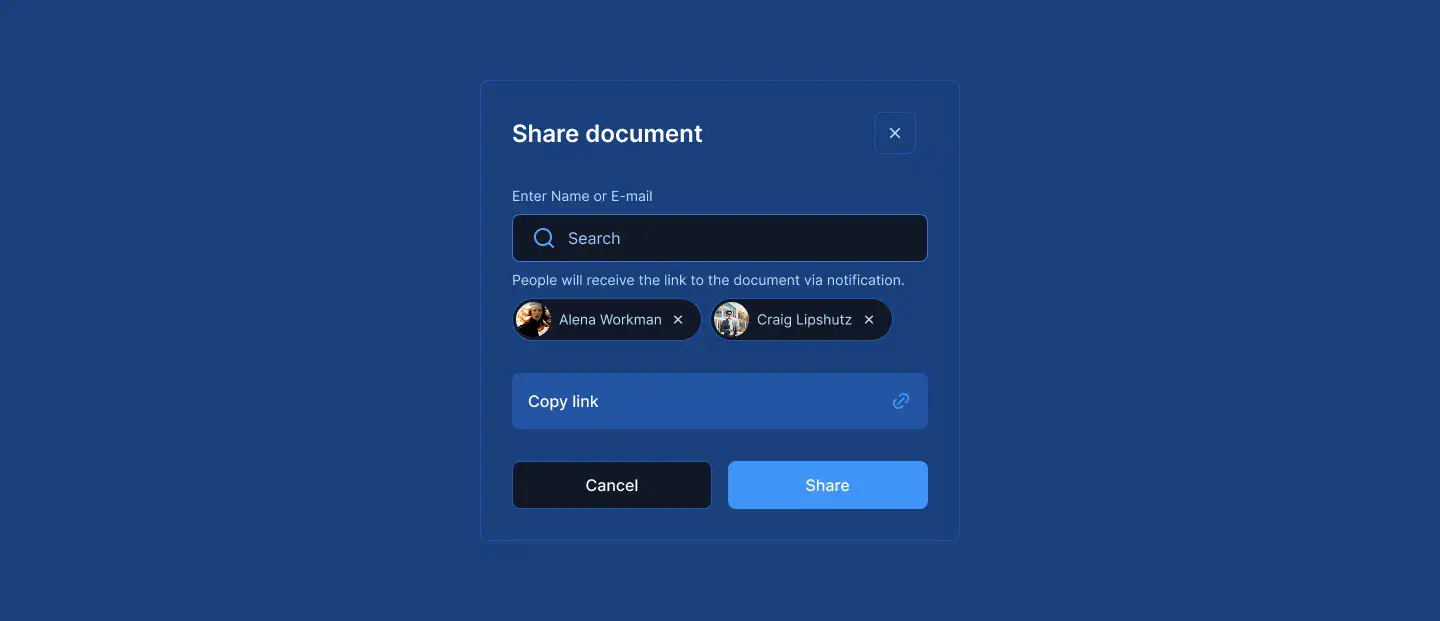 Share document
Enter Name or E-mail
Search
People will receive the link to the document via notification.
Alena Workman Craig Lipshutz
Copy link
Cancel Share